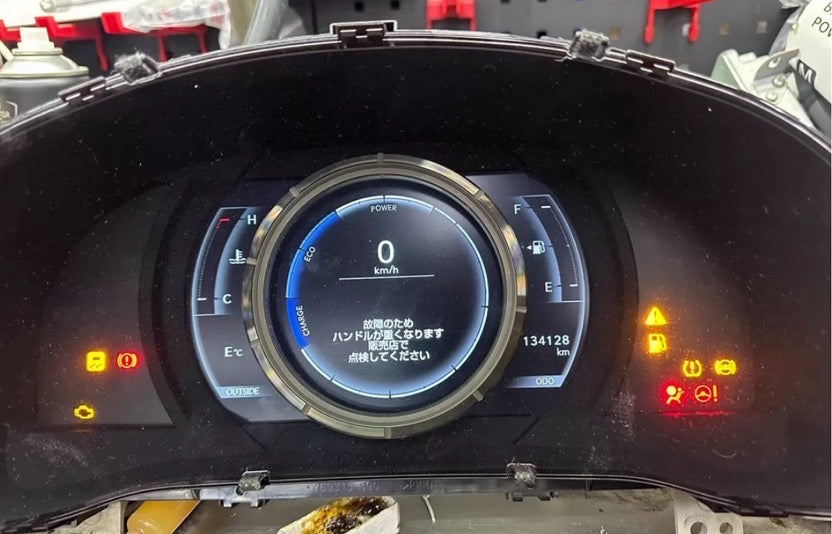 POWER
H
F
ECO
0
km/h
C
E
CHARGE
故障のため
ハンドルが重くなります
販売店で
点検してください
134128
km
E℃
OUTSIDE
ODO
M